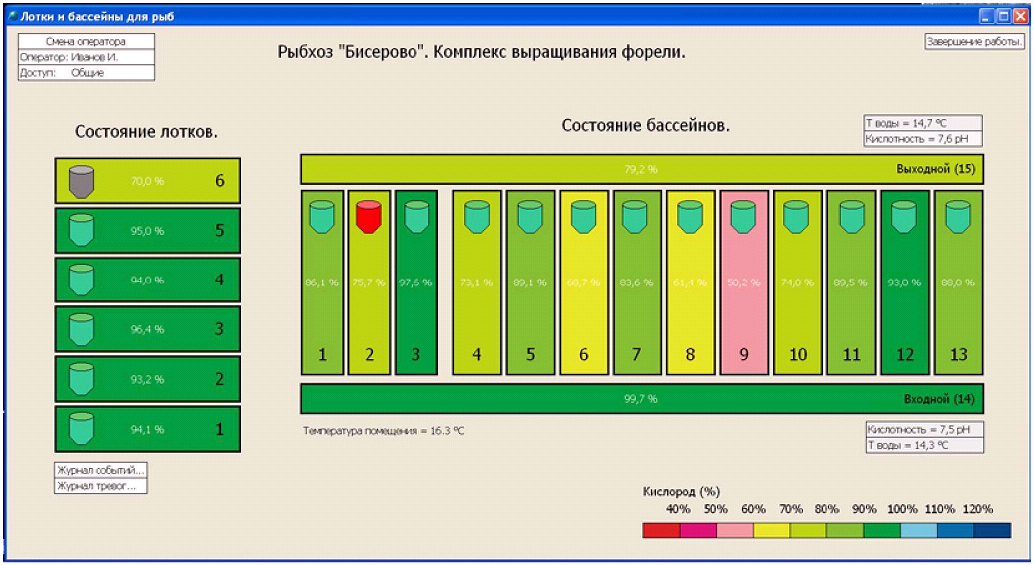 Лотки и бассейны для рыб
Смена оператора
Оператор: Иванов И.
Доступ: Общие
Рыбхоз "Бисерово". Комплекс выращивания форели.
Завершение работы.
Состояние лотков.
Состояние бассейнов.
T воды = 14,7 ºC
Кислотность = 7,6 pH
70,0 % 6
95,0 % 5
94,0 % 4
96,4 % 3
93,2 % 2
94,1 % 1
79,2 % Выходной (15)
86,1 % 75,7 % 97,6 % 73,1 % 89,1 % 68,7 % 83,6 % 61,4 % 50,2 % 74,0 % 89,5 % 93,0 % 88,0 %
1 2 3 4 5 6 7 8 9 10 11 12 13
99,7 % Входной (14)
Температура помещения = 16.3 ºC
Кислотность = 7,5 pH
T воды = 14,3 ºC
Журнал событий...
Журнал тревог...
Кислород (%)
40% 50% 60% 70% 80% 90% 100% 110% 120%